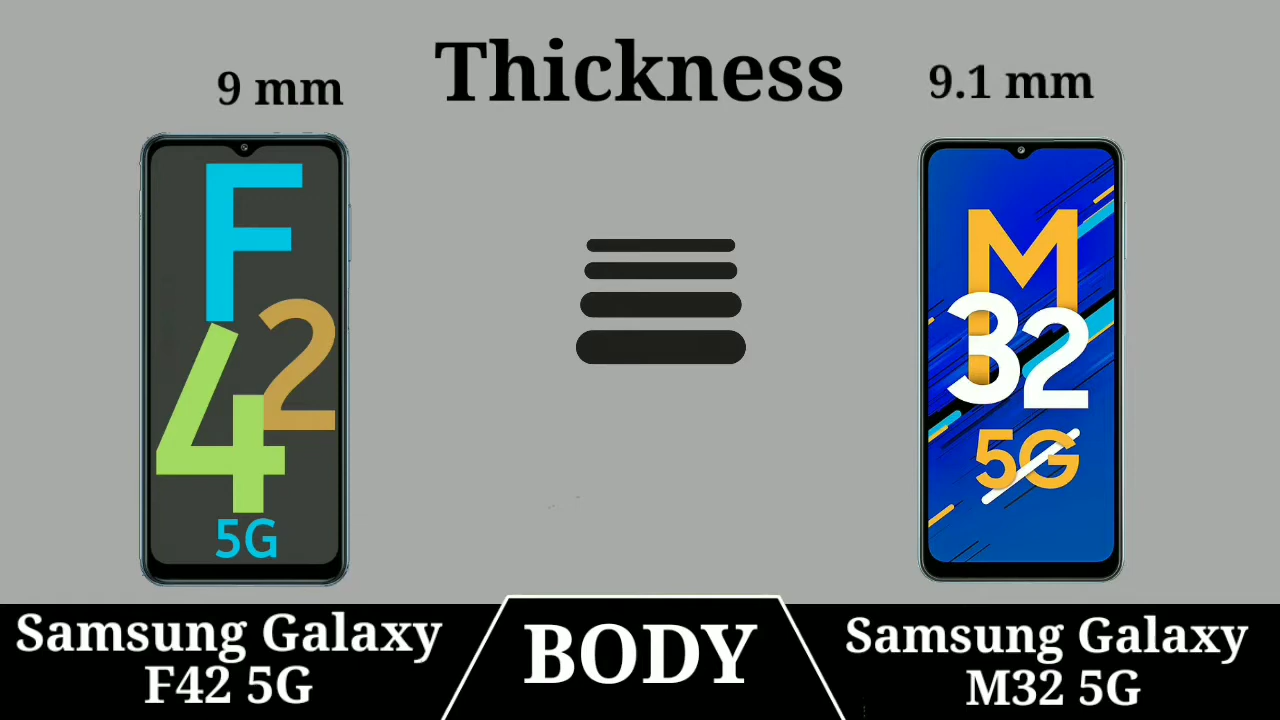 Thickness
9 mm
9.1 mm
F
42
5G
M
32
5G
Samsung Galaxy
F42 5G
BODY
Samsung Galaxy
M32 5G